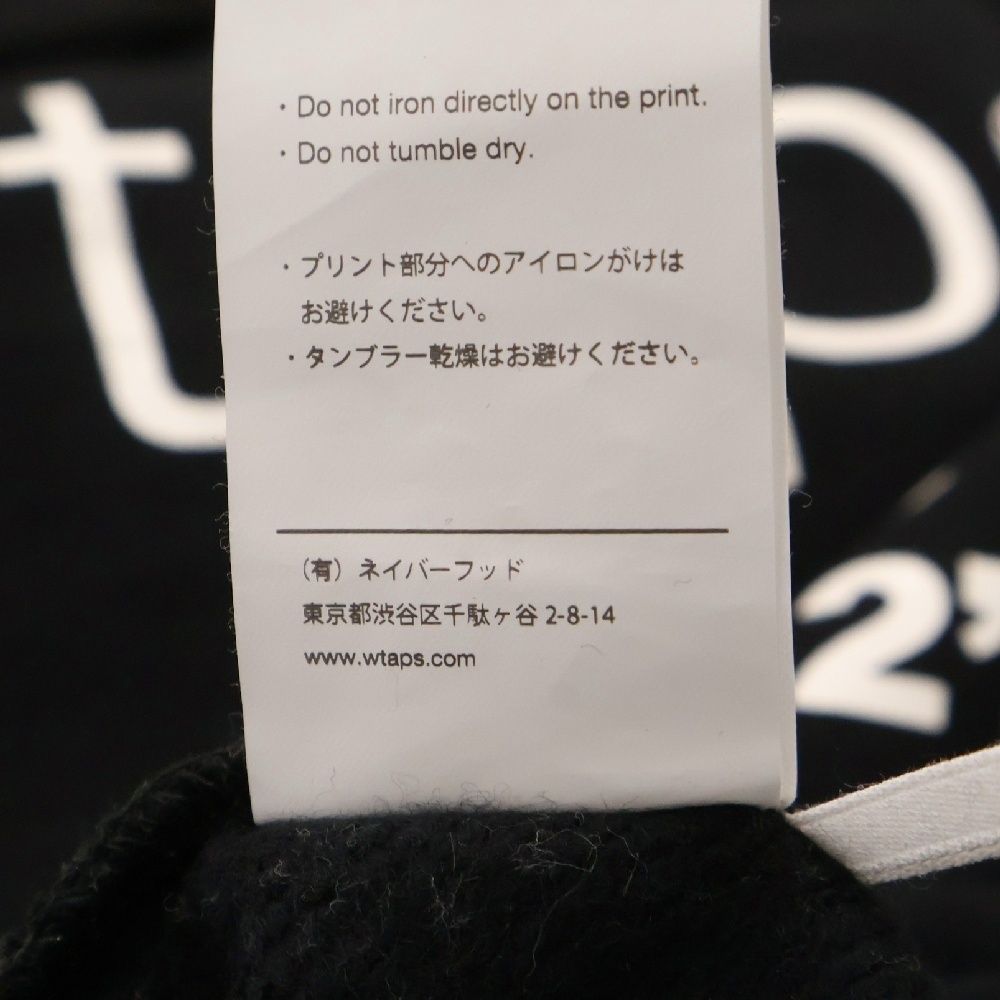 ・Do not iron directly on the print.
・Do not tumble dry.
・プリント部分へのアイロンがけは
お避けください。
・タンブラー乾燥はお避けください。
（有）ネイバーフッド
東京都渋谷区千駄ヶ谷 2-8-14
www.wtaps.com
t
2